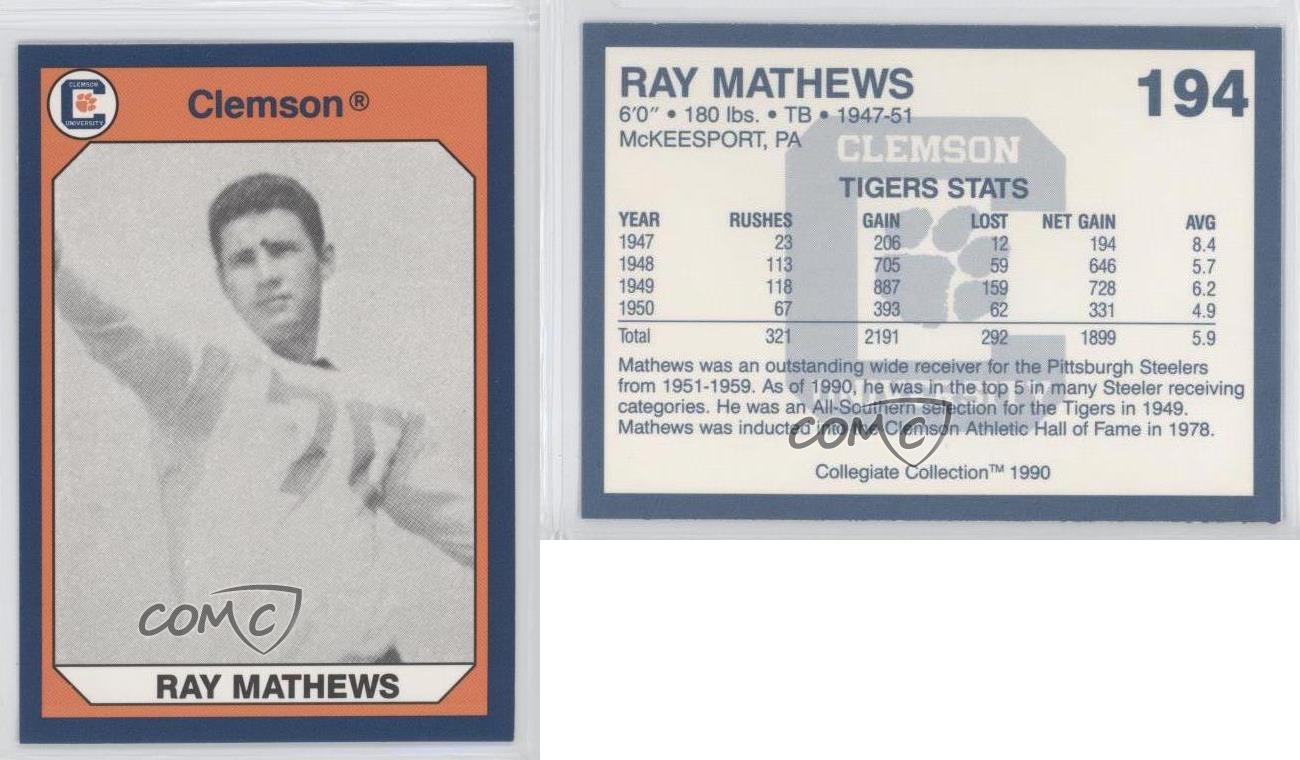 CLEMSON
UNIVERSITY
Clemson®
COMC
RAY MATHEWS
RAY MATHEWS 194
6'0" • 180 lbs. • TB • 1947-51
McKEESPORT, PA
CLEMSON
TIGERS STATS
YEAR RUSHES GAIN LOST NET GAIN AVG
1947 23 206 12 194 8.4
1948 113 705 59 646 5.7
1949 118 887 159 728 6.2
1950 67 393 62 331 4.9
Total 321 2191 292 1899 5.9
Mathews was an outstanding wide receiver for the Pittsburgh Steelers
from 1951-1959. As of 1990, he was in the top 5 in many Steeler receiving
categories. He was an All-Southern selection for the Tigers in 1949.
Mathews was inducted into the Clemson Athletic Hall of Fame in 1978.
COMC
Collegiate Collection™ 1990